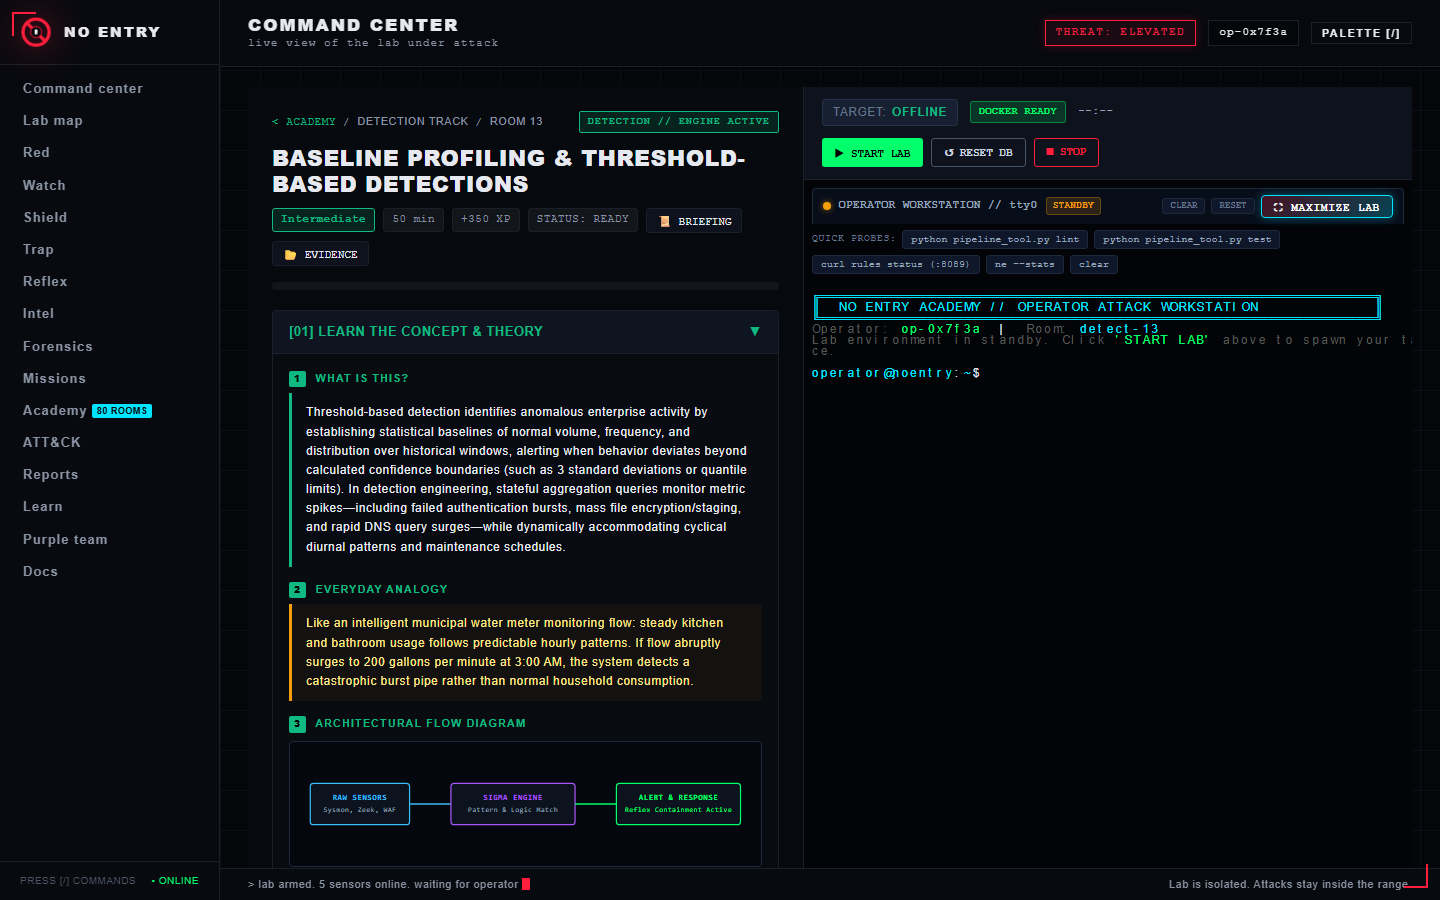 NO ENTRY
Command center
Lab map
Red
Watch
Shield
Trap
Reflex
Intel
Forensics
Missions
Academy 80 ROOMS
ATT&CK
Reports
Learn
Purple team
Docs
PRESS [/] COMMANDS • ONLINE
COMMAND CENTER
live view of the lab under attack
THREAT: ELEVATED
op-0x7f3a
PALETTE [/]
< ACADEMY / DETECTION TRACK / ROOM 13
DETECTION // ENGINE ACTIVE
BASELINE PROFILING & THRESHOLD-
BASED DETECTIONS
Intermediate 50 min +350 XP STATUS: READY 📜 BRIEFING
📂 EVIDENCE
[01] LEARN THE CONCEPT & THEORY ▼
1 WHAT IS THIS?
Threshold-based detection identifies anomalous enterprise activity by
establishing statistical baselines of normal volume, frequency, and
distribution over historical windows, alerting when behavior deviates beyond
calculated confidence boundaries (such as 3 standard deviations or quantile
limits). In detection engineering, stateful aggregation queries monitor metric
spikes—including failed authentication bursts, mass file encryption/staging,
and rapid DNS query surges—while dynamically accommodating cyclical
diurnal patterns and maintenance schedules.
2 EVERYDAY ANALOGY
Like an intelligent municipal water meter monitoring flow: steady kitchen
and bathroom usage follows predictable hourly patterns. If flow abruptly
surges to 200 gallons per minute at 3:00 AM, the system detects a
catastrophic burst pipe rather than normal household consumption.
3 ARCHITECTURAL FLOW DIAGRAM
RAW SENSORS
Sysmon, Zeek, WAF
SIGMA ENGINE
Pattern & Logic Match
ALERT & RESPONSE
Reflex Containment Active
TARGET: OFFLINE DOCKER READY --:--
▶ START LAB ↺ RESET DB ■ STOP
OPERATOR WORKSTATION // tty0 STANDBY CLEAR RESET ⛶ MAXIMIZE LAB
QUICK PROBES: python pipeline_tool.py lint python pipeline_tool.py test
curl rules status (:8089) ne --stats clear
NO ENTRY ACADEMY // OPERATOR ATTACK WORKSTATION
Operator: op-0x7f3a | Room: detect-13
Lab environment in standby. Click 'START LAB' above to spawn your t
ce.
operator@noentry:~$
> lab armed. 5 sensors online. waiting for operator
Lab is isolated. Attacks stay inside the range.